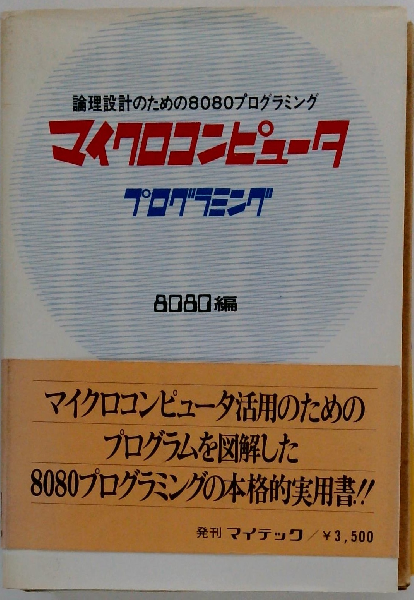 論理設計のための8080プログラミング
マイクロコンピュータ
プログラミング
8080編
マイクロコンピュータ活用のための
プログラムを図解した
8080プログラミングの本格的実用書!!
発刊 マイテック/¥3,500